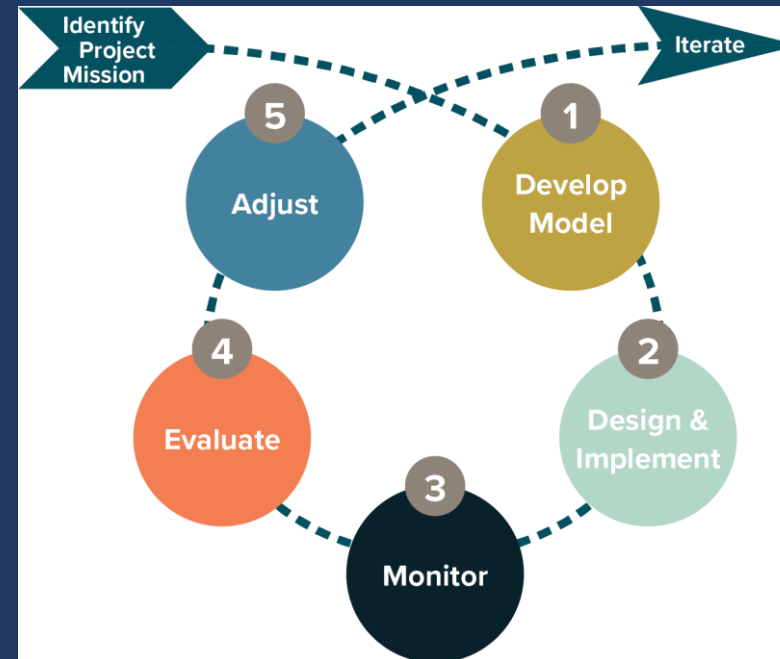 Identify
Project
Mission
Iterate
1
Develop
Model
2
Design &
Implement
3
Monitor
4
Evaluate
5
Adjust